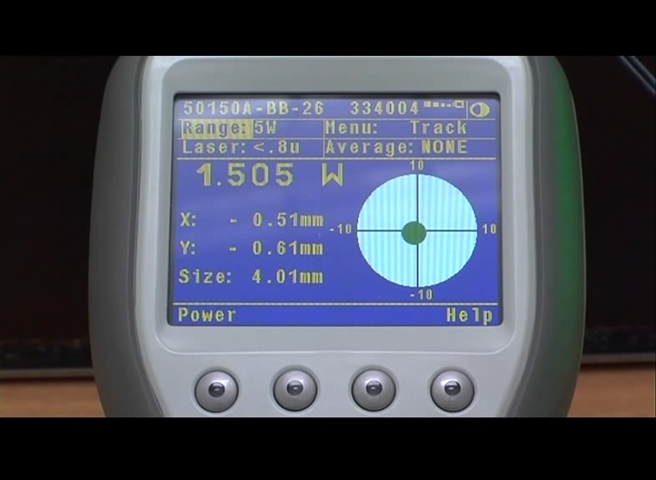 50150A-BB-26 334004
Range: 5W Menu: Track
Laser: <.8u Average: NONE
1.505 W
10
X: - 0.51mm
-10 10
Y: - 0.61mm
Size: 4.01mm
-10
Power Help